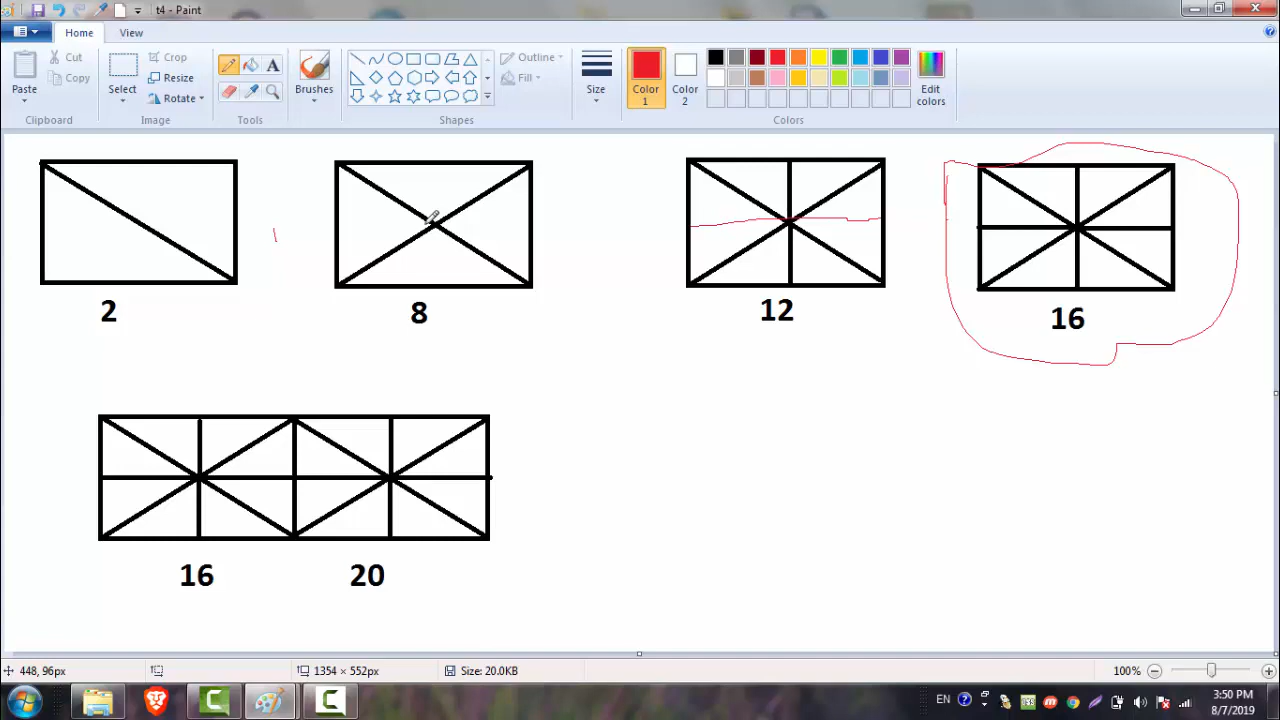 t4 - Paint
Home View
Paste
Cut
Copy
Clipboard
Select
Crop
Resize
Rotate
Image
A
Tools
Brushes
Outline
Fill
Shapes
Size
Color 1
Color 2
Edit colors
Colors
2
8
12
16
16
20
448, 96px
1354 × 552px
Size: 20.0KB
100%
EN
3:50 PM
8/7/2019